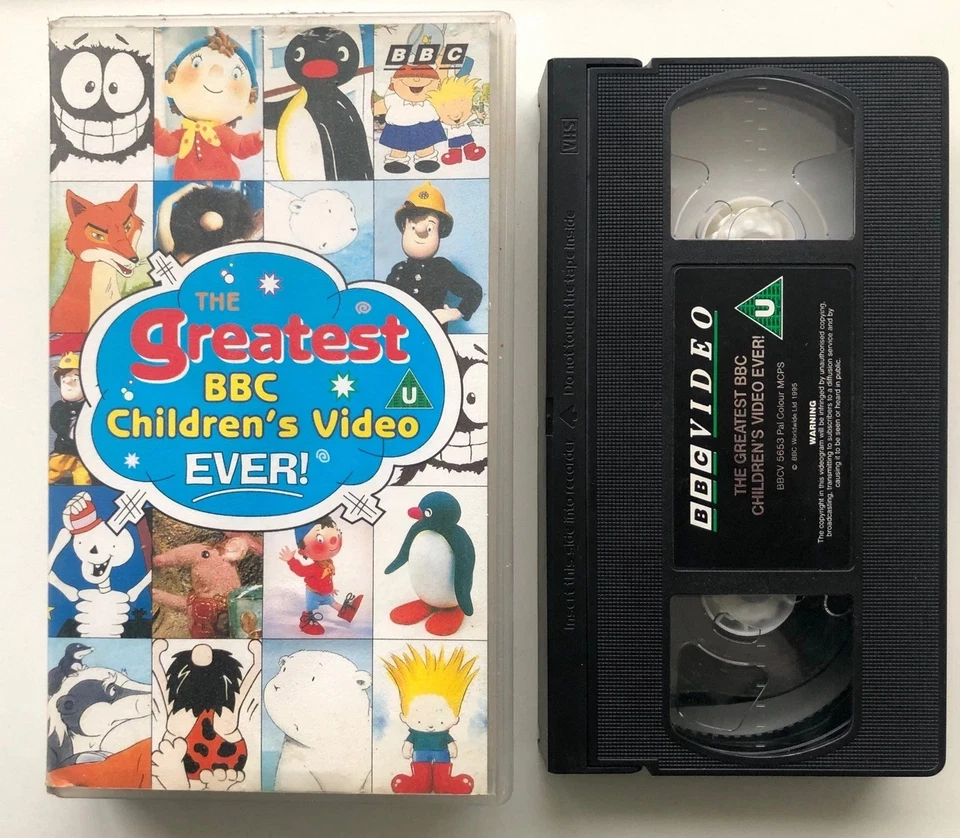 BBC
THE
greatest
BBC
Children's Video
EVER!
U
VHS
Insert this side into recorder Do not touch the tape inside
BBC VIDEO
U
THE GREATEST BBC
CHILDREN'S VIDEO EVER!
BBCV 5653 Pal Colour MCPS
© BBC Worldwide Ltd 1995
WARNING
The copyright in this videogram will be infringed by unauthorised copying,
broadcasting, transmitting to subscribers to a diffusion service and by
causing it to be seen or heard in public.